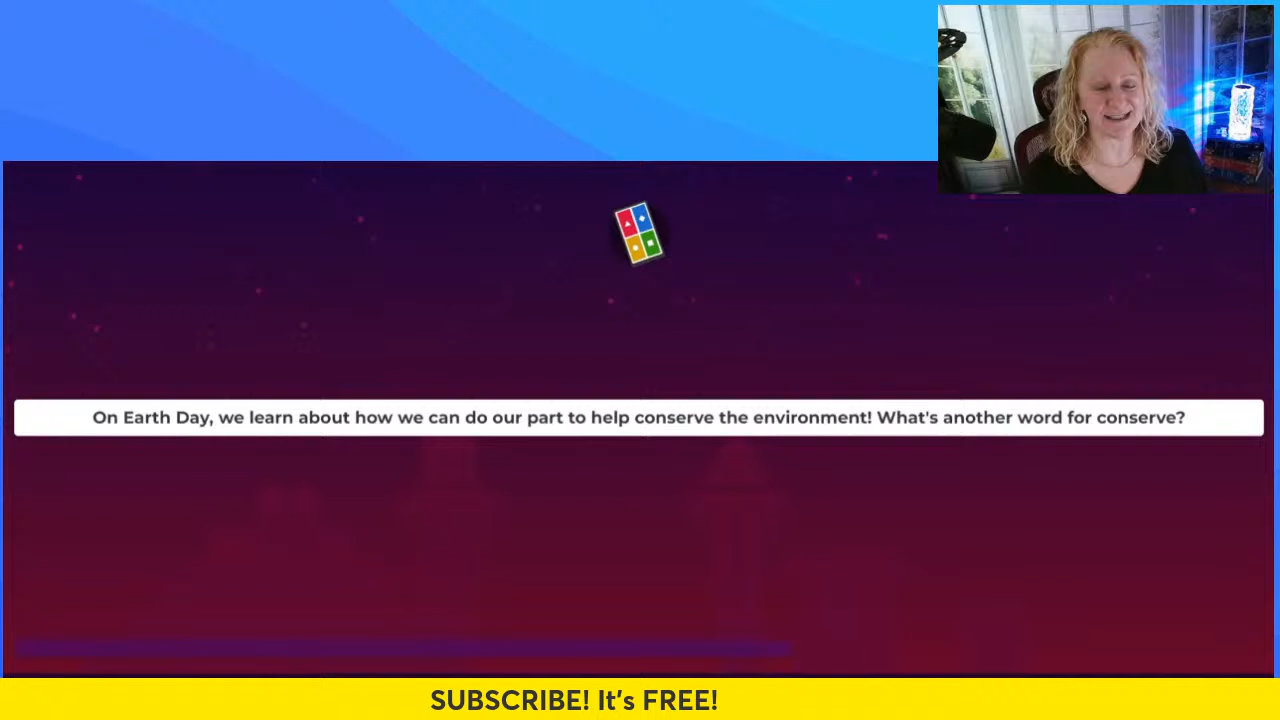 On Earth Day, we learn about how we can do our part to help conserve the environment! What's another word for conserve?
SUBSCRIBE! It's FREE!